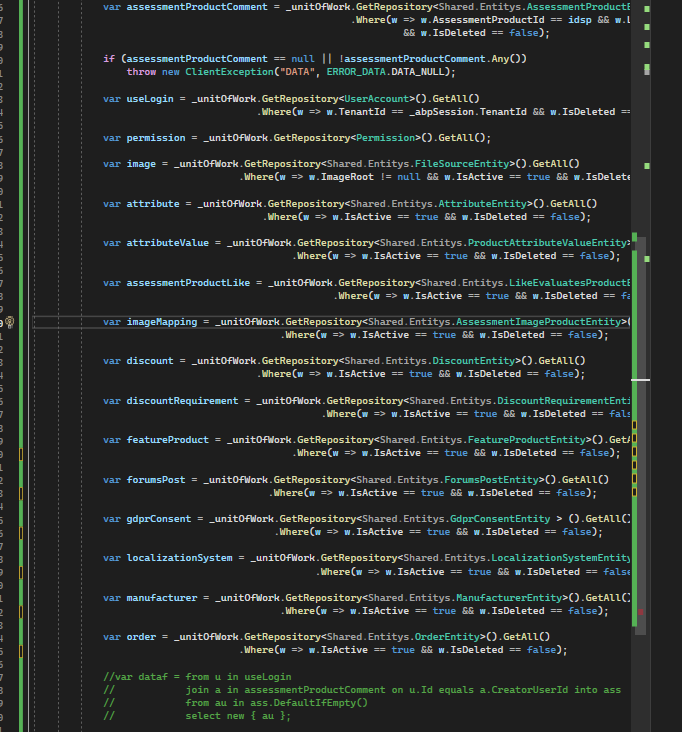 var assessmentProductComment = _unitOfWork.GetRepository<Shared.Entitys.AssessmentProductE
.Where(w => w.AssessmentProductId == idsp && w.
&& w.IsDeleted == false);
if (assessmentProductComment == null || !assessmentProductComment.Any())
throw new ClientException("DATA", ERROR_DATA.DATA_NULL);
var useLogin = _unitOfWork.GetRepository<UserAccount>().GetAll()
.Where(w => w.TenantId == _abpSession.TenantId && w.IsDeleted ==
var permission = _unitOfWork.GetRepository<Permission>().GetAll();
var image = _unitOfWork.GetRepository<Shared.Entitys.FileSourceEntity>().GetAll()
.Where(w => w.ImageRoot != null && w.IsActive == true && w.IsDelete
var attribute = _unitOfWork.GetRepository<Shared.Entitys.AttributeEntity>().GetAll()
.Where(w => w.IsActive == true && w.IsDeleted == false);
var attributeValue = _unitOfWork.GetRepository<Shared.Entitys.ProductAttributeValueEntity>
.Where(w => w.IsActive == true && w.IsDeleted == false);
var assessmentProductLike = _unitOfWork.GetRepository<Shared.Entitys.LikeEvaluatesProductE
.Where(w => w.IsActive == true && w.IsDeleted == fa
var imageMapping = _unitOfWork.GetRepository<Shared.Entitys.AssessmentImageProductEntity>(
.Where(w => w.IsActive == true && w.IsDeleted == false);
var discount = _unitOfWork.GetRepository<Shared.Entitys.DiscountEntity>().GetAll()
.Where(w => w.IsActive == true && w.IsDeleted == false);
var discountRequirement = _unitOfWork.GetRepository<Shared.Entitys.DiscountRequirementEnti
.Where(w => w.IsActive == true && w.IsDeleted == fals
var featureProduct = _unitOfWork.GetRepository<Shared.Entitys.FeatureProductEntity>().GetA
.Where(w => w.IsActive == true && w.IsDeleted == false);
var forumsPost = _unitOfWork.GetRepository<Shared.Entitys.ForumsPostEntity>().GetAll()
.Where(w => w.IsActive == true && w.IsDeleted == false);
var gdprConsent = _unitOfWork.GetRepository<Shared.Entitys.GdprConsentEntity > ().GetAll()
.Where(w => w.IsActive == true && w.IsDeleted == false);
var localizationSystem = _unitOfWork.GetRepository<Shared.Entitys.LocalizationSystemEntity
.Where(w => w.IsActive == true && w.IsDeleted == false
var manufacturer = _unitOfWork.GetRepository<Shared.Entitys.ManufacturerEntity>().GetAll()
.Where(w => w.IsActive == true && w.IsDeleted == false);
var order = _unitOfWork.GetRepository<Shared.Entitys.OrderEntity>().GetAll()
.Where(w => w.IsActive == true && w.IsDeleted == false);
//var dataf = from u in useLogin
// join a in assessmentProductComment on u.Id equals a.CreatorUserId into ass
// from au in ass.DefaultIfEmpty()
// select new { au };